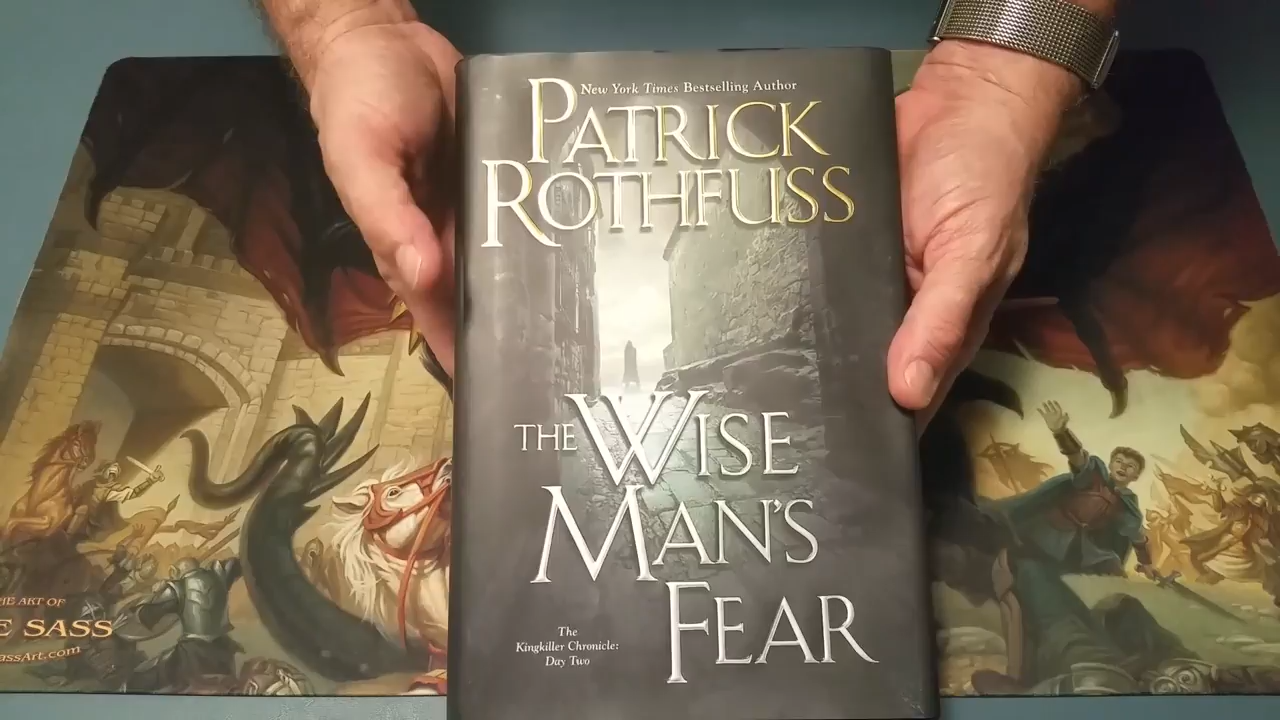 New York Times Bestselling Author
PATRICK
ROTHFUSS
THE WISE
MAN'S
FEAR
The
Kingkiller Chronicle:
Day Two
HE ART OF
E SASS
assArt.com